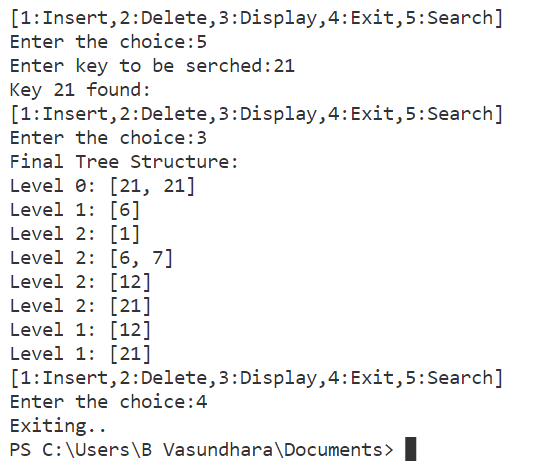 [1:Insert,2:Delete,3:Display,4:Exit,5:Search]
Enter the choice:5
Enter key to be serched:21
Key 21 found:
[1:Insert,2:Delete,3:Display,4:Exit,5:Search]
Enter the choice:3
Final Tree Structure:
Level 0: [21, 21]
Level 1: [6]
Level 2: [1]
Level 2: [6, 7]
Level 2: [12]
Level 2: [21]
Level 1: [12]
Level 1: [21]
[1:Insert,2:Delete,3:Display,4:Exit,5:Search]
Enter the choice:4
Exiting..
PS C:\Users\B Vasundhara\Documents>